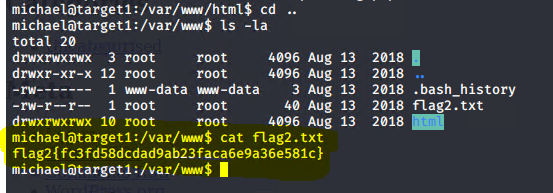 michael@target1:/var/www/html$ cd ..
michael@target1:/var/www$ ls -la
total 20
drwxrwxrwx  3 root     root     4096 Aug 13  2018 .
drwxr-xr-x 12 root     root     4096 Aug 13  2018 ..
-rw-------  1 www-data www-data    3 Aug 13  2018 .bash_history
-rw-r--r--  1 root     root       40 Aug 13  2018 flag2.txt
drwxrwxrwx 10 root     root     4096 Aug 13  2018 html
michael@target1:/var/www$ cat flag2.txt
flag2{fc3fd58dcdad9ab23faca6e9a36e581c}
michael@target1:/var/www$